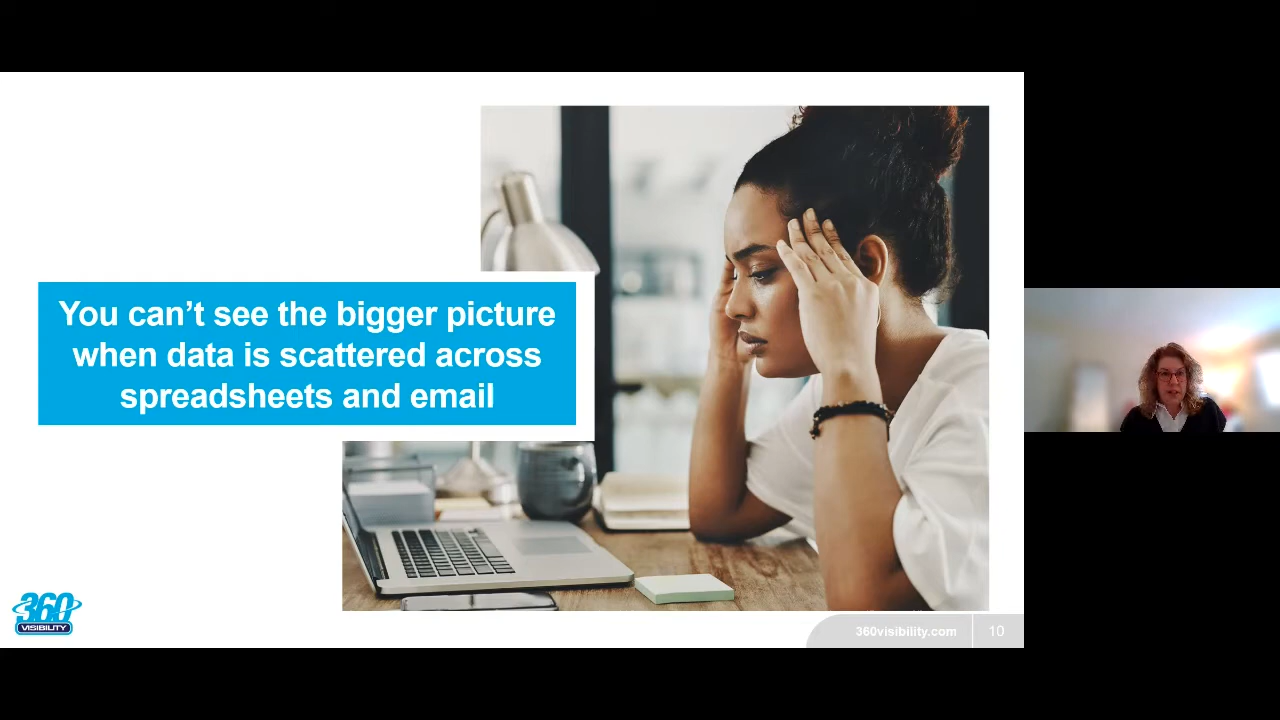 You can’t see the bigger picture
when data is scattered across
spreadsheets and email
360
VISIBILITY
360visibility.com
10